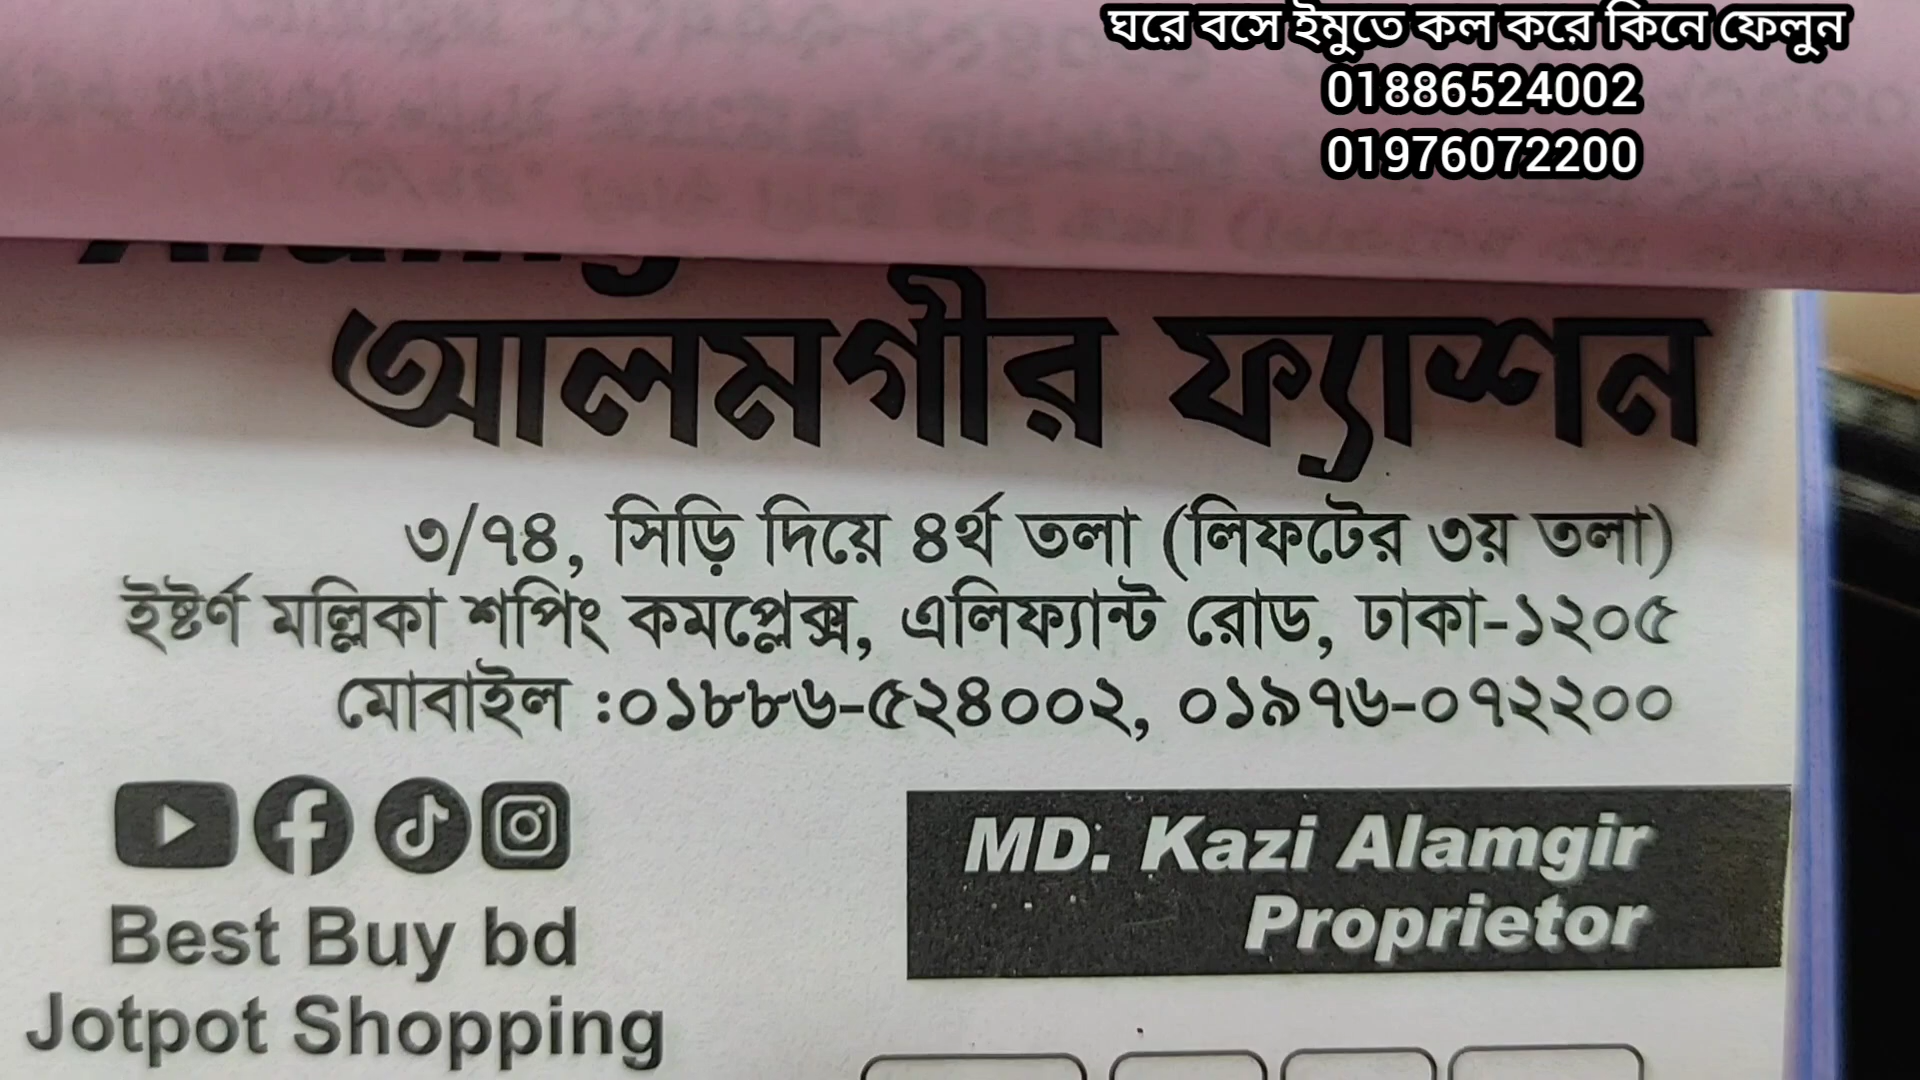 ঘরে বসে ইমুতে কল করে কিনে ফেলুন
01886524002
01976072200
আলমগীর ফ্যাশন
৩/৭৪, সিড়ি দিয়ে ৪র্থ তলা (লিফটের ৩য় তলা)
ইষ্টর্ণ মল্লিকা শপিং কমপ্লেক্স, এলিফ্যান্ট রোড, ঢাকা-১২০৫
মোবাইল :০১৮৮৬-৫২৪০০২, ০১৯৭৬-০৭২২০০
MD. Kazi Alamgir
Proprietor
Best Buy bd
Jotpot Shopping